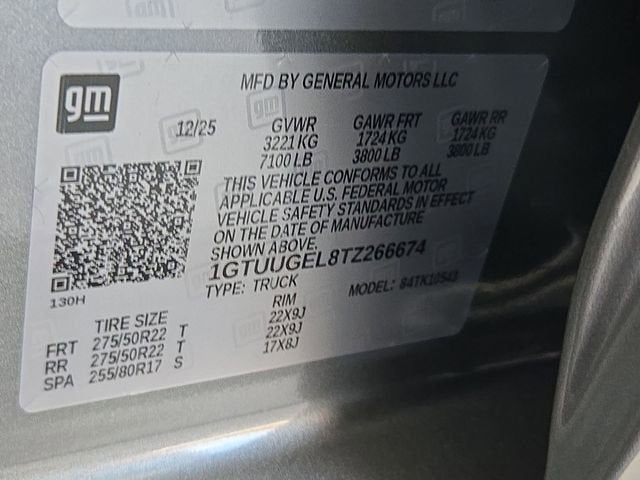 gm
MFD BY GENERAL MOTORS LLC
12/25 GVWR GAWR FRT GAWR RR
3221 KG 1724 KG 1724 KG
7100 LB 3800 LB 3800 LB
THIS VEHICLE CONFORMS TO ALL
APPLICABLE U.S. FEDERAL MOTOR
VEHICLE SAFETY STANDARDS IN EFFECT
ON THE DATE OF MANUFACTURE
SHOWN ABOVE.
1GTUUGEL8TZ266674
TYPE: TRUCK MODEL: 84TK10543
130H
TIRE SIZE RIM
FRT 275/50R22 T 22X9J
RR 275/50R22 T 22X9J
SPA 255/80R17 S 17X8J